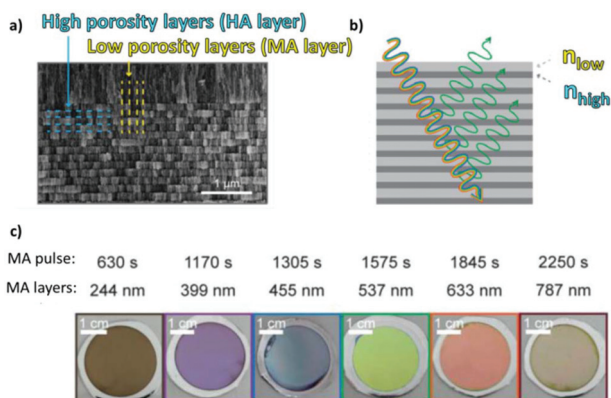 a)
High porosity layers (HA layer)
Low porosity layers (MA layer)
1 µm
b)
nlow
nhigh
c)
MA pulse: 630 s 1170 s 1305 s 1575 s 1845 s 2250 s
MA layers: 244 nm 399 nm 455 nm 537 nm 633 nm 787 nm
1 cm 1 cm 1 cm 1 cm 1 cm 1 cm